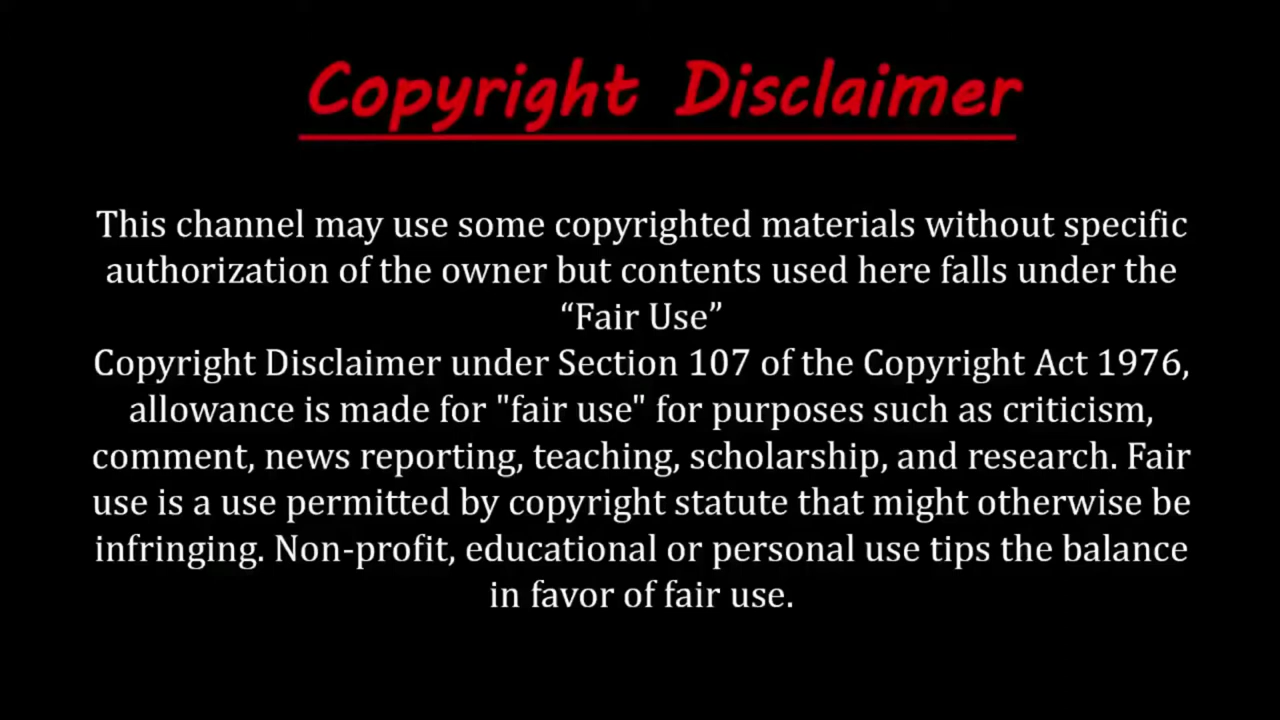 Copyright Disclaimer
This channel may use some copyrighted materials without specific
authorization of the owner but contents used here falls under the
“Fair Use”
Copyright Disclaimer under Section 107 of the Copyright Act 1976,
allowance is made for "fair use" for purposes such as criticism,
comment, news reporting, teaching, scholarship, and research. Fair
use is a use permitted by copyright statute that might otherwise be
infringing. Non-profit, educational or personal use tips the balance
in favor of fair use.